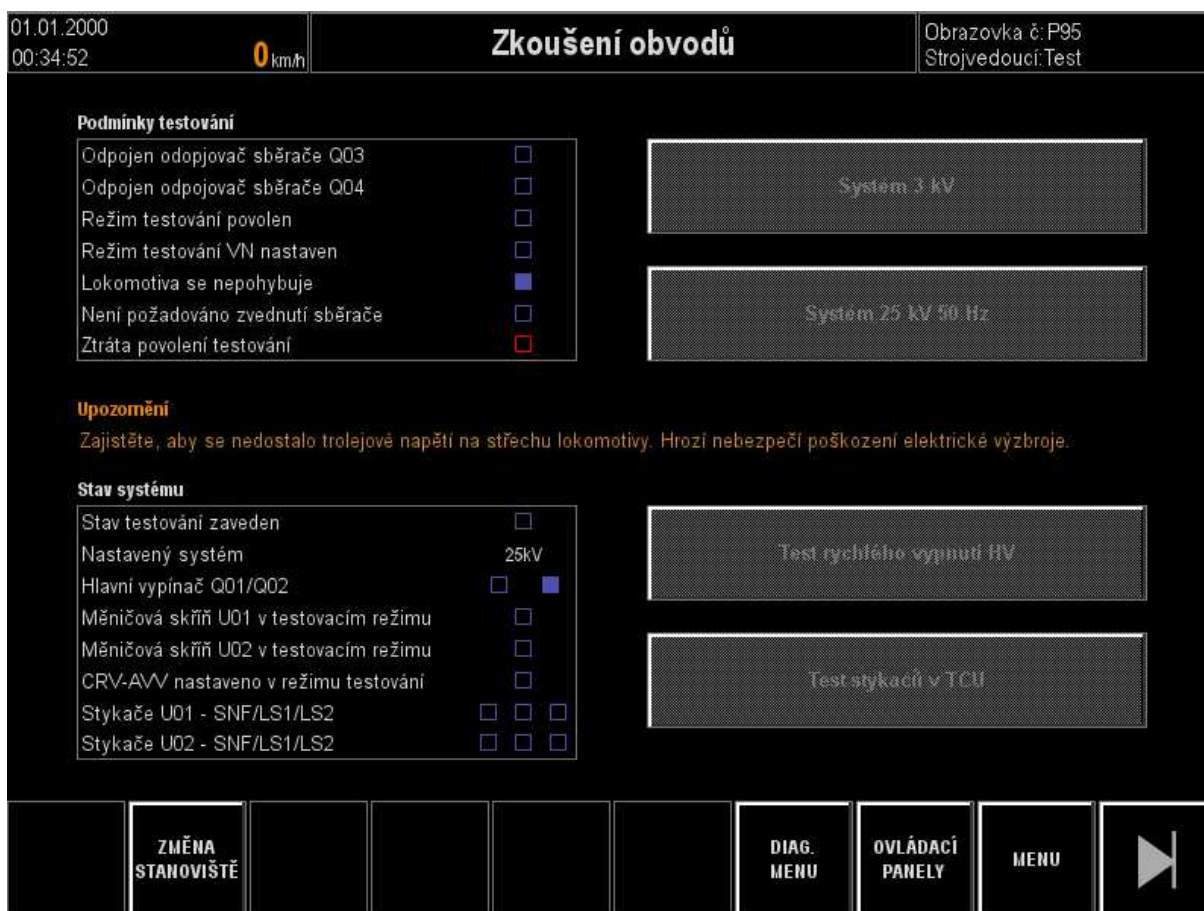 01.01.2000
00:34:52
0 km/h
Zkoušení obvodů
Obrazovka č:P95
Strojvedoucí:Test
Podmínky testování
Odpojen odopjovač sběrače Q03
Odpojen odpojovač sběrače Q04
Režim testování povolen
Režim testování VN nastaven
Lokomotiva se nepohybuje
Není požadováno zvednutí sběrače
Ztráta povolení testování
Systém 3 kV
Systém 25 kV 50 Hz
Upozornění
Zajistěte, aby se nedostalo trolejové napětí na střechu lokomotivy. Hrozí nebezpečí poškození elektrické výzbroje.
Stav systému
Stav testování zaveden
Nastavený systém 25kV
Hlavní vypínač Q01/Q02
Měničová skříň U01 v testovacím režimu
Měničová skříň U02 v testovacím režimu
CRV-AVV nastaveno v režimu testování
Stykače U01 - SNF/LS1/LS2
Stykače U02 - SNF/LS1/LS2
Test rychlého vypnutí HV
Test stykačů v TCU
ZMĚNA
STANOVIŠTĚ
DIAG.
MENU
OVLÁDACÍ
PANELY
MENU